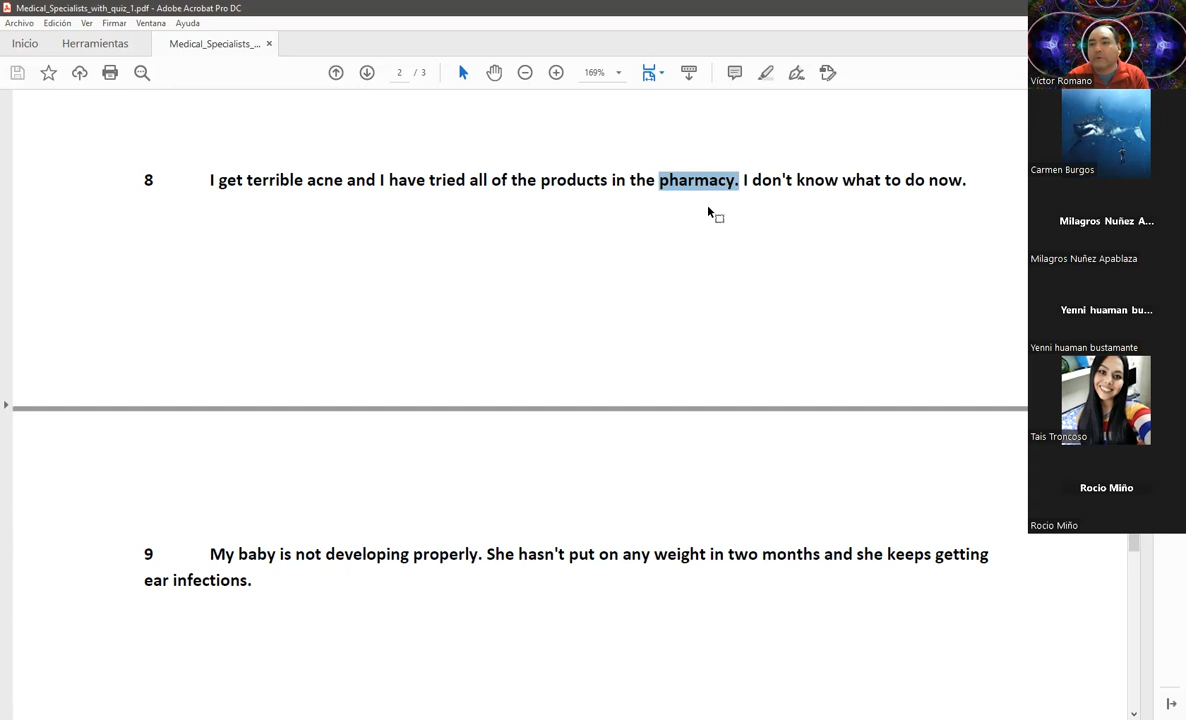 Medical_Specialists_with_quiz_1.pdf - Adobe Acrobat Pro DC
Archivo Edición Ver Firmar Ventana Ayuda
Inicio Herramientas Medical_Specialists_... ×
2 / 3 169%
8 I get terrible acne and I have tried all of the products in the pharmacy. I don't know what to do now.
9 My baby is not developing properly. She hasn't put on any weight in two months and she keeps getting
ear infections.
Víctor Romano
Carmen Burgos
Milagros Nuñez A...
Milagros Nuñez Apablaza
Yenni huaman bu...
Yenni huaman bustamante
Tais Troncoso
Rocio Miño
Rocio Miño